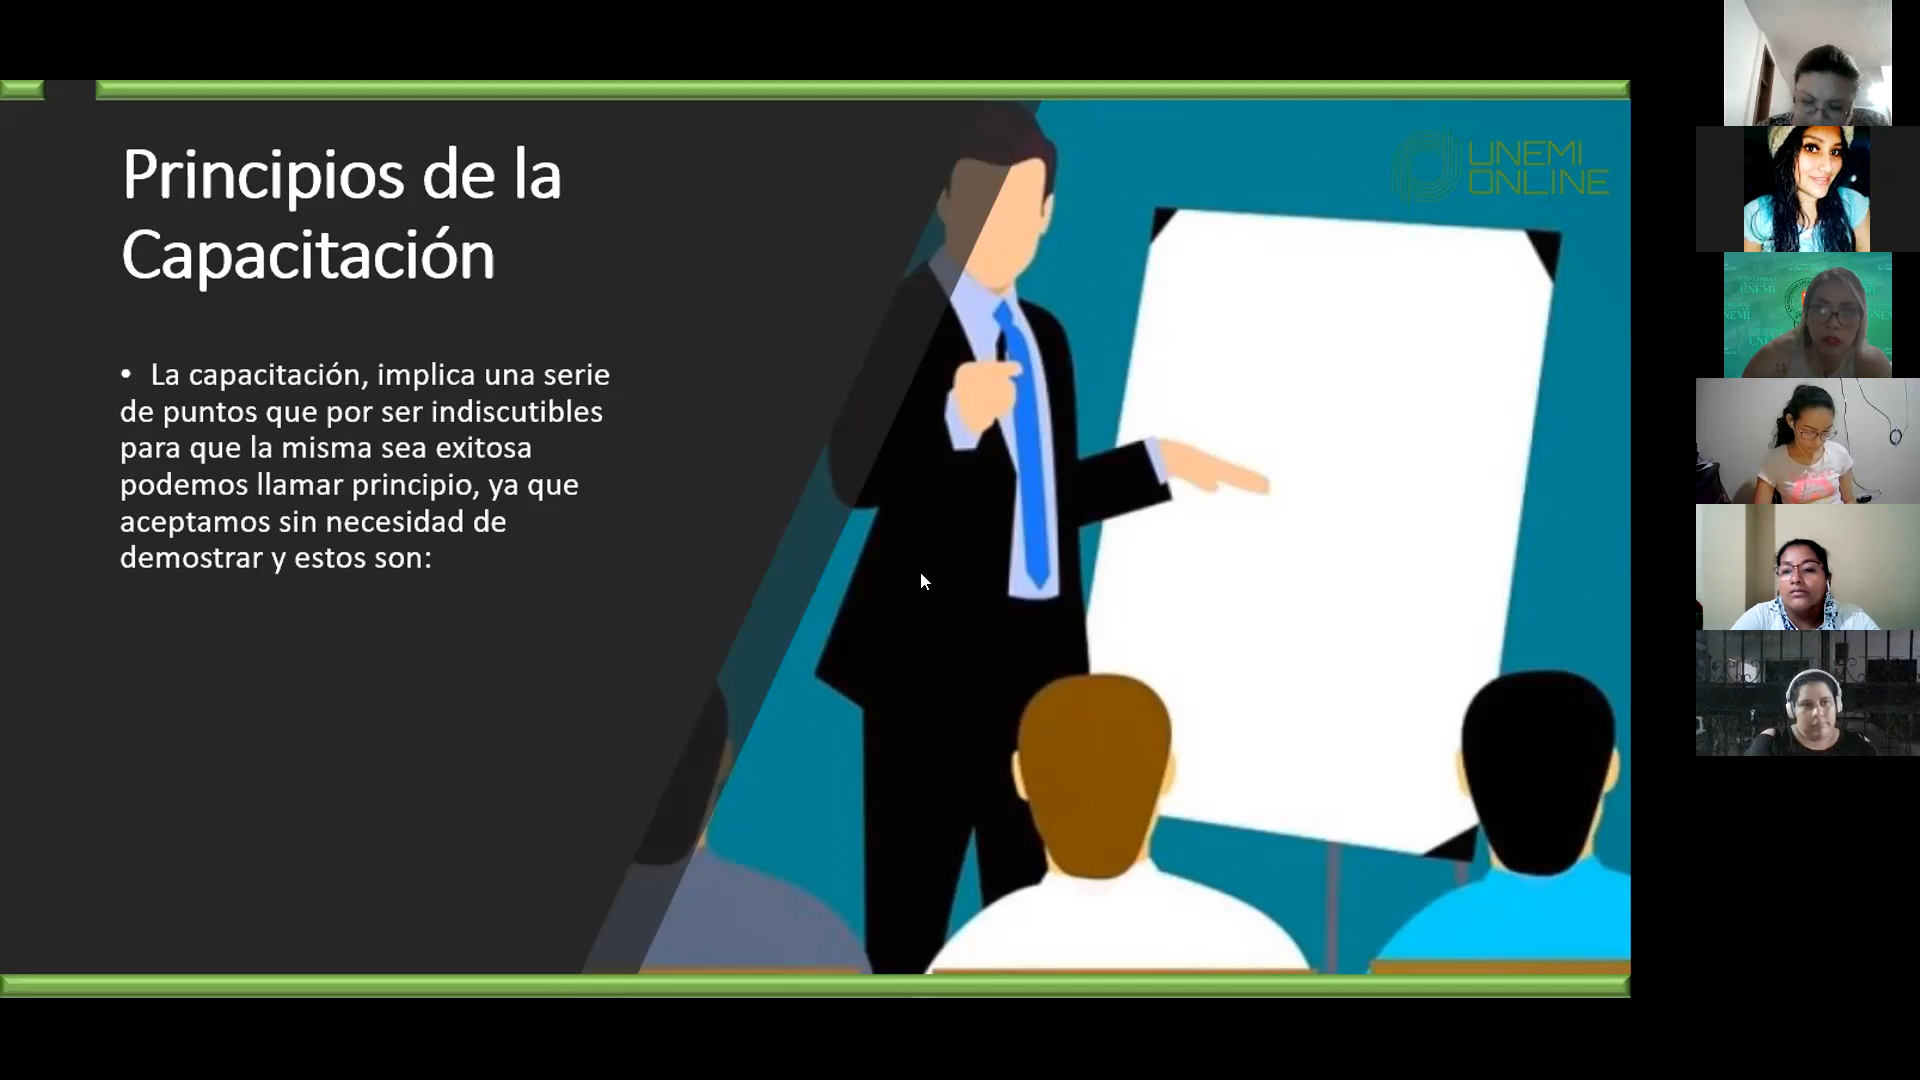 Principios de la
Capacitación
• La capacitación, implica una serie
de puntos que por ser indiscutibles
para que la misma sea exitosa
podemos llamar principio, ya que
aceptamos sin necesidad de
demostrar y estos son:
UNEMI
ONLINE
UNEMI